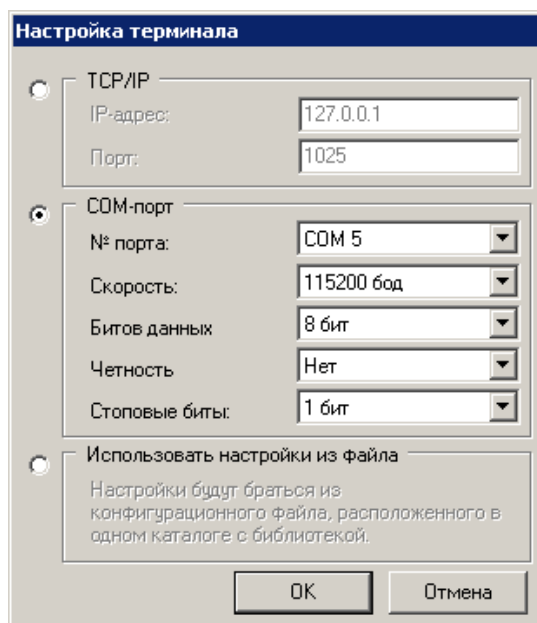 Настройка терминала
TCP/IP
IP-адрес: 127.0.0.1
Порт: 1025
COM-порт
№ порта: COM 5
Скорость: 115200 бод
Битов данных 8 бит
Четность Нет
Стоповые биты: 1 бит
Использовать настройки из файла
Настройки будут браться из
конфигурационного файла, расположенного в
одном каталоге с библиотекой.
OK Отмена